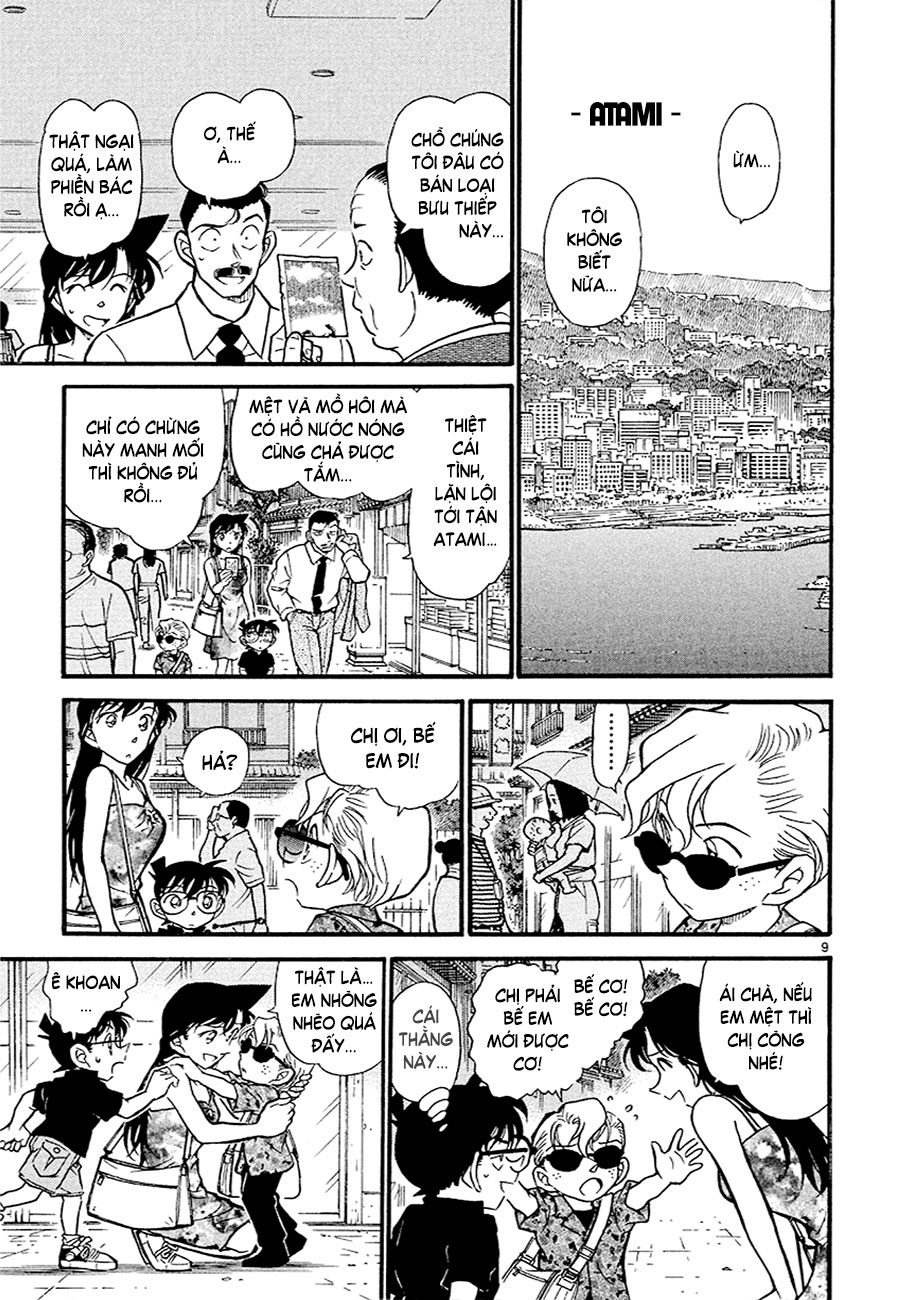 - ATAMI -
ỪM...
TÔI
KHÔNG
BIẾT
NỮA...
CHỖ CHÚNG
TÔI ĐÂU CÓ
BÁN LOẠI
BƯU THIẾP
NÀY...
Ơ, THẾ
À...
THẬT NGẠI
QUÁ, LÀM
PHIỀN BÁC
RỒI Ạ...
THIỆT
CÁI
TÌNH,
LẶN LỘI
TỚI TẬN
ATAMI...
MỆT VÃ MỒ HÔI MÀ
CÓ HỒ NƯỚC NÓNG
CŨNG CHẢ ĐƯỢC
TẮM...
CHỈ CÓ CHỪNG
NÀY MANH MỐI
THÌ KHÔNG ĐỦ
RỒI...
.........
CHỊ ƠI, BẾ
EM ĐI!
HẢ?
9
ÁI CHÀ, NẾU
EM MỆT THÌ
CHỊ CÕNG
NHÉ!
BẾ CƠ!
BẾ CƠ!
CHỊ PHẢI
BẾ EM
MỚI ĐƯỢC
CƠ!
CÁI
THẰNG
NÀY...
THẬT LÀ...
EM NHÕNG
NHẼO QUÁ
ĐẤY...
Ê KHOAN
...